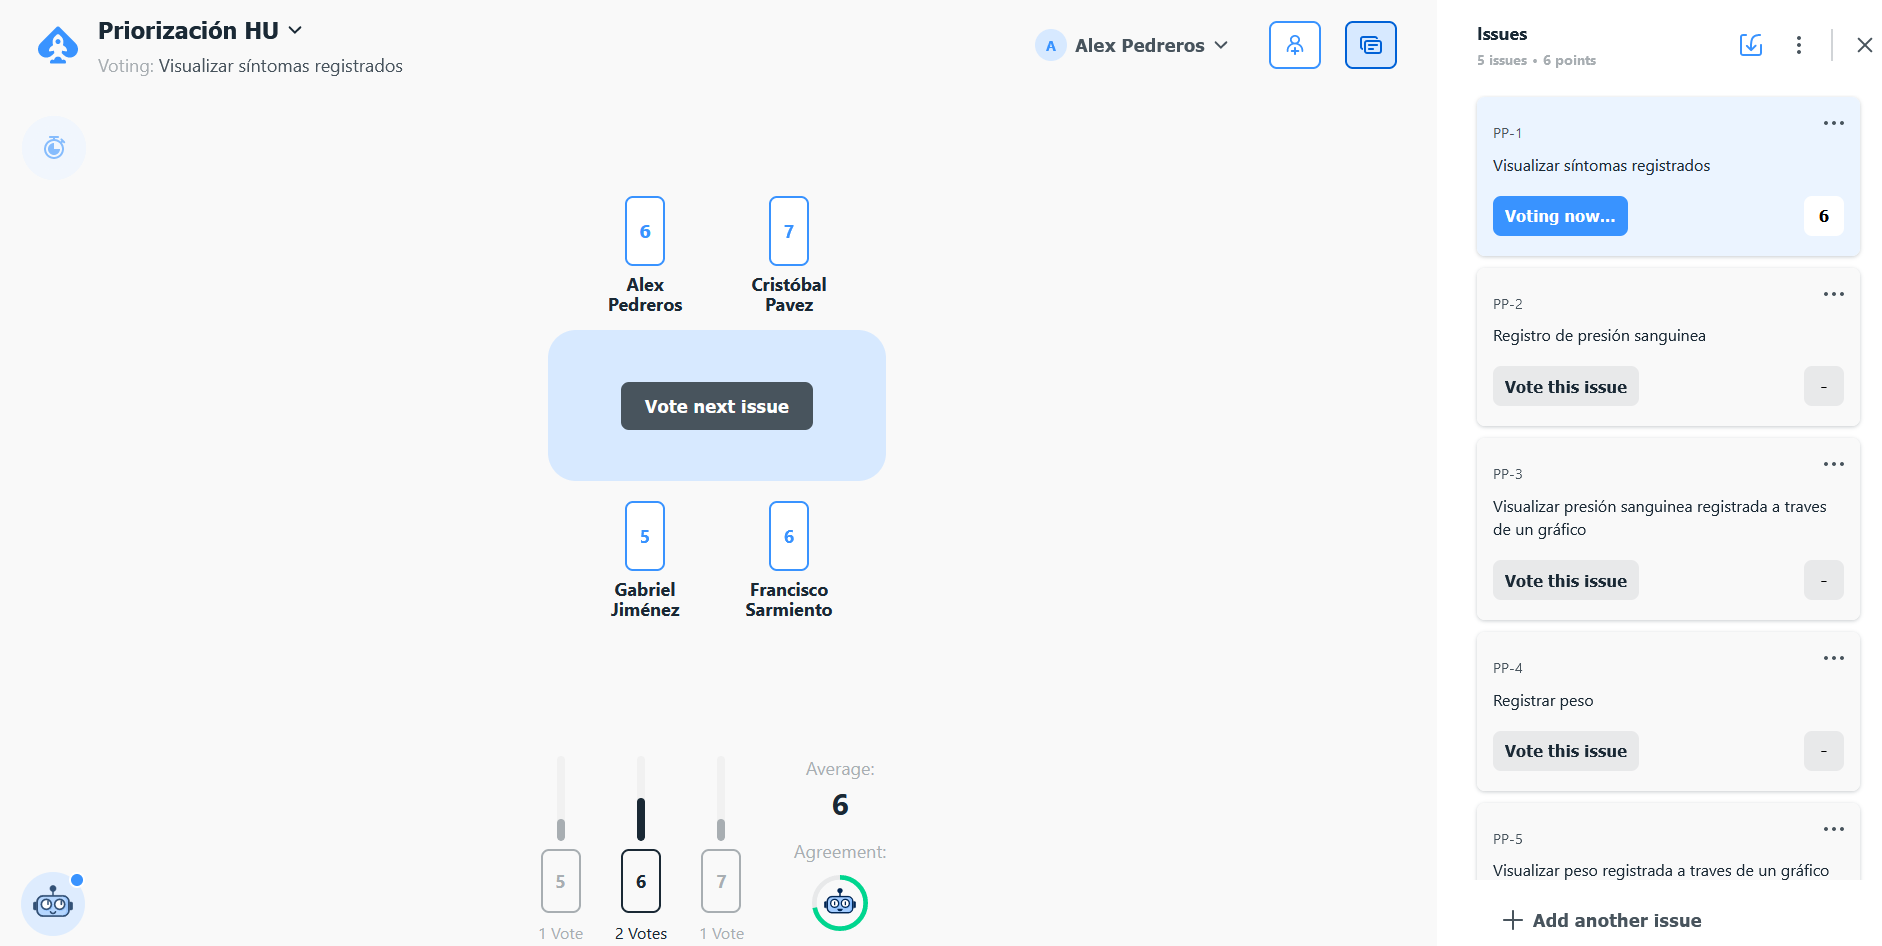 Priorización HU
Voting: Visualizar síntomas registrados
A Alex Pedreros
6
7
Alex
Pedreros
Cristóbal
Pavez
Vote next issue
5
6
Gabriel
Jiménez
Francisco
Sarmiento
5
6
7
1 Vote
2 Votes
1 Vote
Average:
6
Agreement:
Issues
5 issues • 6 points
PP-1
Visualizar síntomas registrados
Voting now...
6
PP-2
Registro de presión sanguinea
Vote this issue
-
PP-3
Visualizar presión sanguinea registrada a traves
de un gráfico
Vote this issue
-
PP-4
Registrar peso
Vote this issue
-
PP-5
Visualizar peso registrada a traves de un gráfico
Add another issue